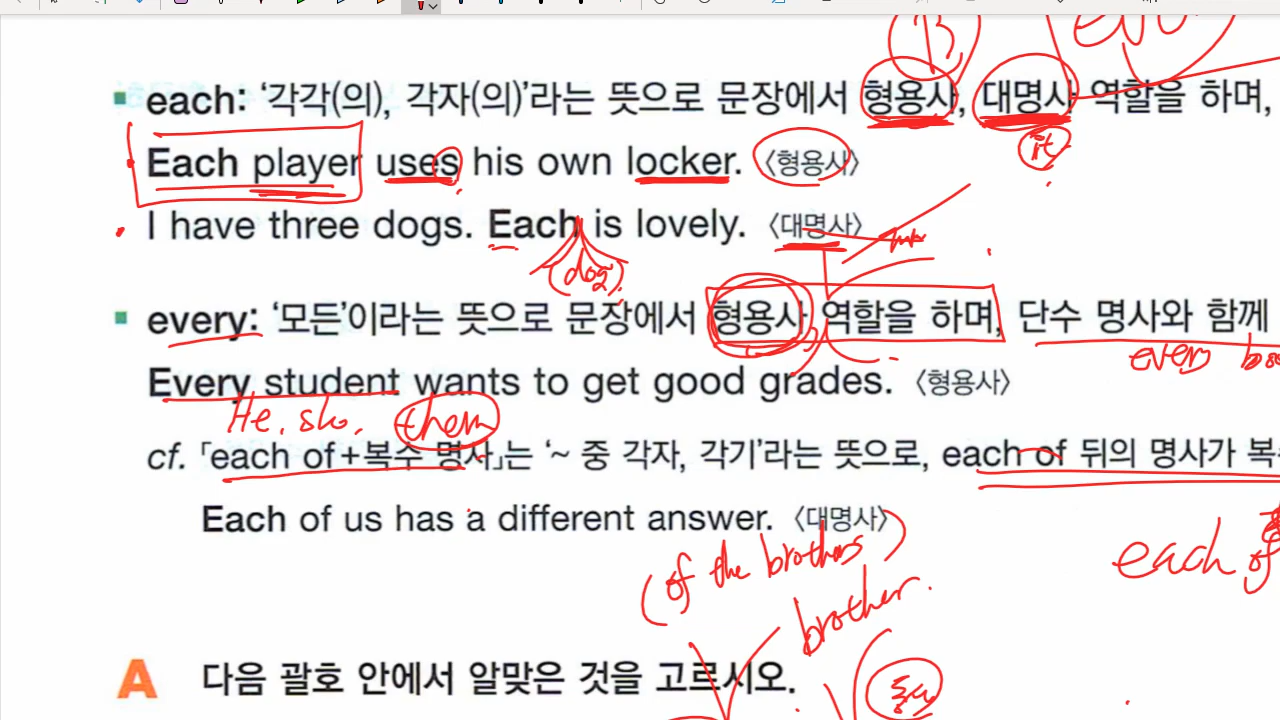 each: ‘각각(의), 각자(의)’라는 뜻으로 문장에서 형용사, 대명사 역할을 하며,
it
Each player uses his own locker. 〈형용사〉
I have three dogs. Each is lovely. 〈대명사〉
dog
every: ‘모든’이라는 뜻으로 문장에서 형용사 역할을 하며, 단수 명사와 함께
every
Every student wants to get good grades. 〈형용사〉
He. she. them
cf. 「each of+복수 명사」는 ‘~ 중 각자, 각기’라는 뜻으로, each of 뒤의 명사가 복수
Each of us has a different answer. 〈대명사〉
each of
(of the brothers)
brother.
A 다음 괄호 안에서 알맞은 것을 고르시오.